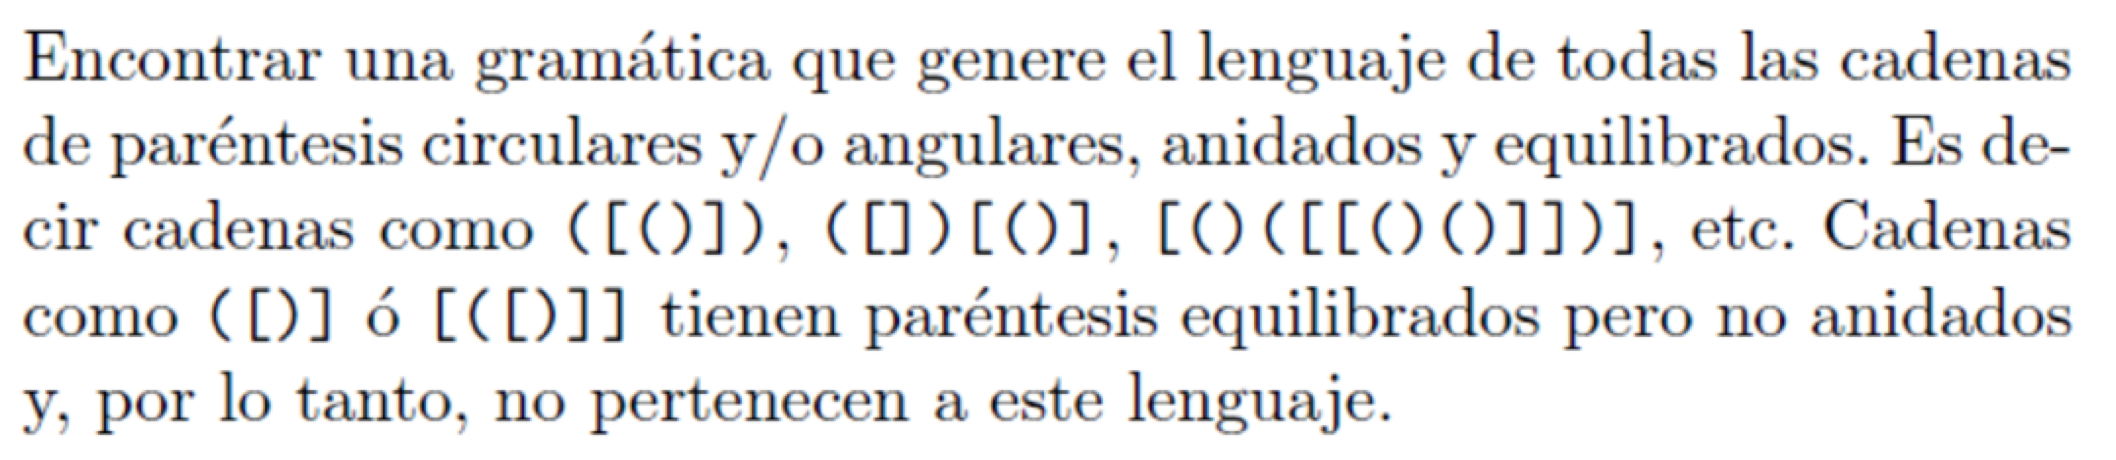 Encontrar una gramática que genere el lenguaje de todas las cadenas
de paréntesis circulares y/o angulares, anidados y equilibrados. Es de-
cir cadenas como ([()]), ([])[()], [()([[()()]])], etc. Cadenas
como ([)] ó [([)]] tienen paréntesis equilibrados pero no anidados
y, por lo tanto, no pertenecen a este lenguaje.